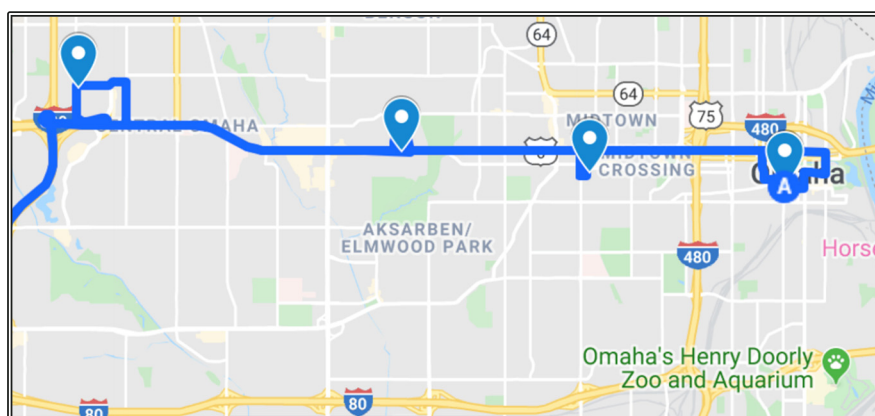 64
64
75
480
CENTRAL OMAHA
MIDTOWN
6
MIDTOWN
CROSSING
A
AKSARBEN/
ELMWOOD PARK
480
Horse
Omaha's Henry Doorly
Zoo and Aquarium
80
80